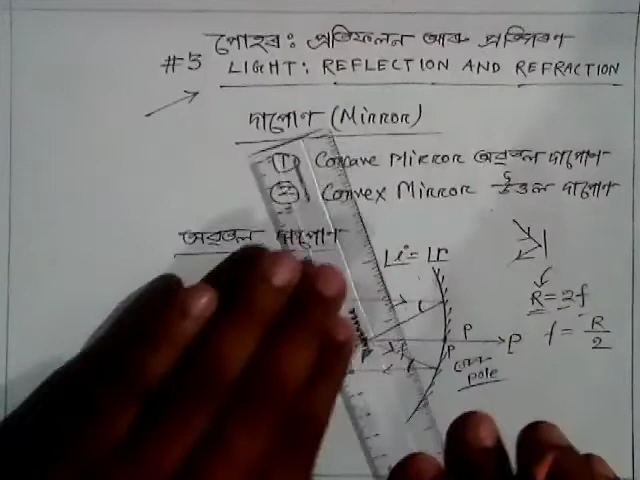 পোহৰ: প্ৰতিফলন আৰু প্ৰতিসৰণ
#5 LIGHT: REFLECTION AND REFRACTION
দাপোণ (Mirror)
① Concave Mirror অৱতল দাপোণ
② Convex Mirror উত্তল দাপোণ
অৱতল দাপোণ
∠i = ∠r
R = 2f
f = R/2
P
P
P
pole